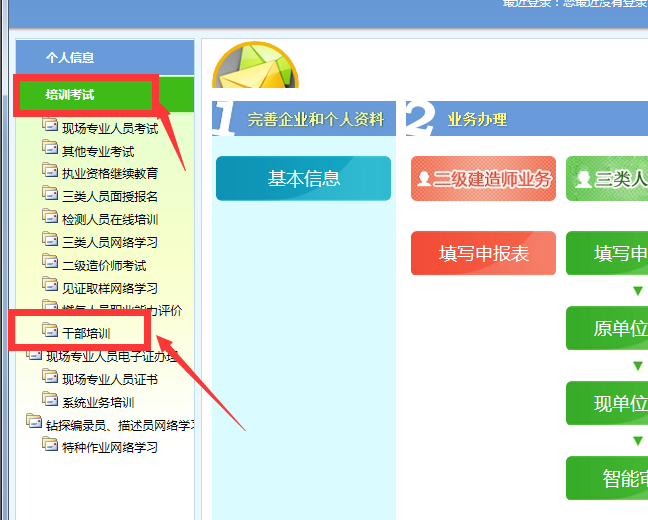 最近登录：您最近没有登录
个人信息
培训考试
现场专业人员考试
其他专业考试
执业资格继续教育
三类人员面授报名
检测人员在线培训
三类人员网络学习
二级造价师考试
见证取样网络学习
燃气人员职业能力评价
干部培训
现场专业人员电子证办理
现场专业人员证书
系统业务培训
钻探编录员、描述员网络学习
特种作业网络学习
1 完善企业和个人资料
基本信息
2 业务办理
二级建造师业务
填写申报表
三类人
填写申
原单位
现单位
智能审